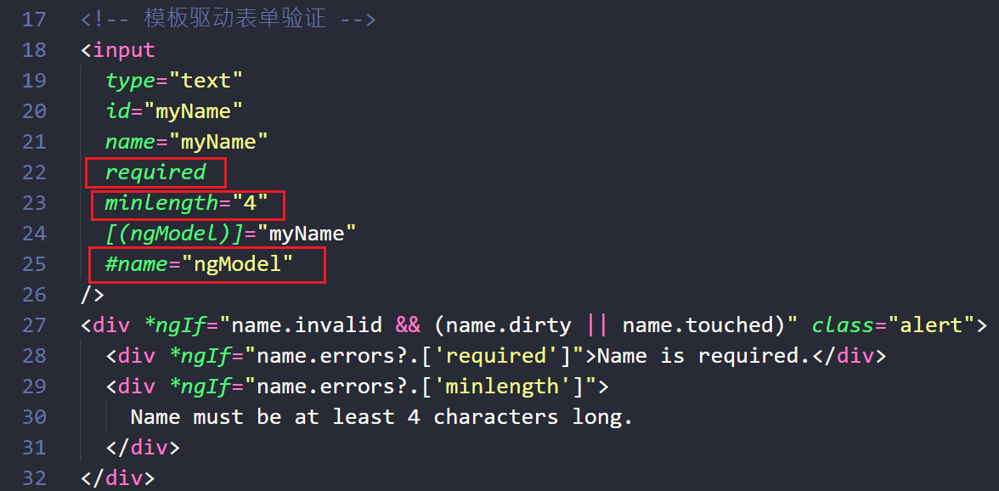 17 <!-- 模板驱动表单验证 -->
18 <input
19 type="text"
20 id="myName"
21 name="myName"
22 required
23 minlength="4"
24 [(ngModel)]="myName"
25 #name="ngModel"
26 />
27 <div *ngIf="name.invalid && (name.dirty || name.touched)" class="alert">
28 <div *ngIf="name.errors?.['required']">Name is required.</div>
29 <div *ngIf="name.errors?.['minlength']">
30 Name must be at least 4 characters long.
31 </div>
32 </div>